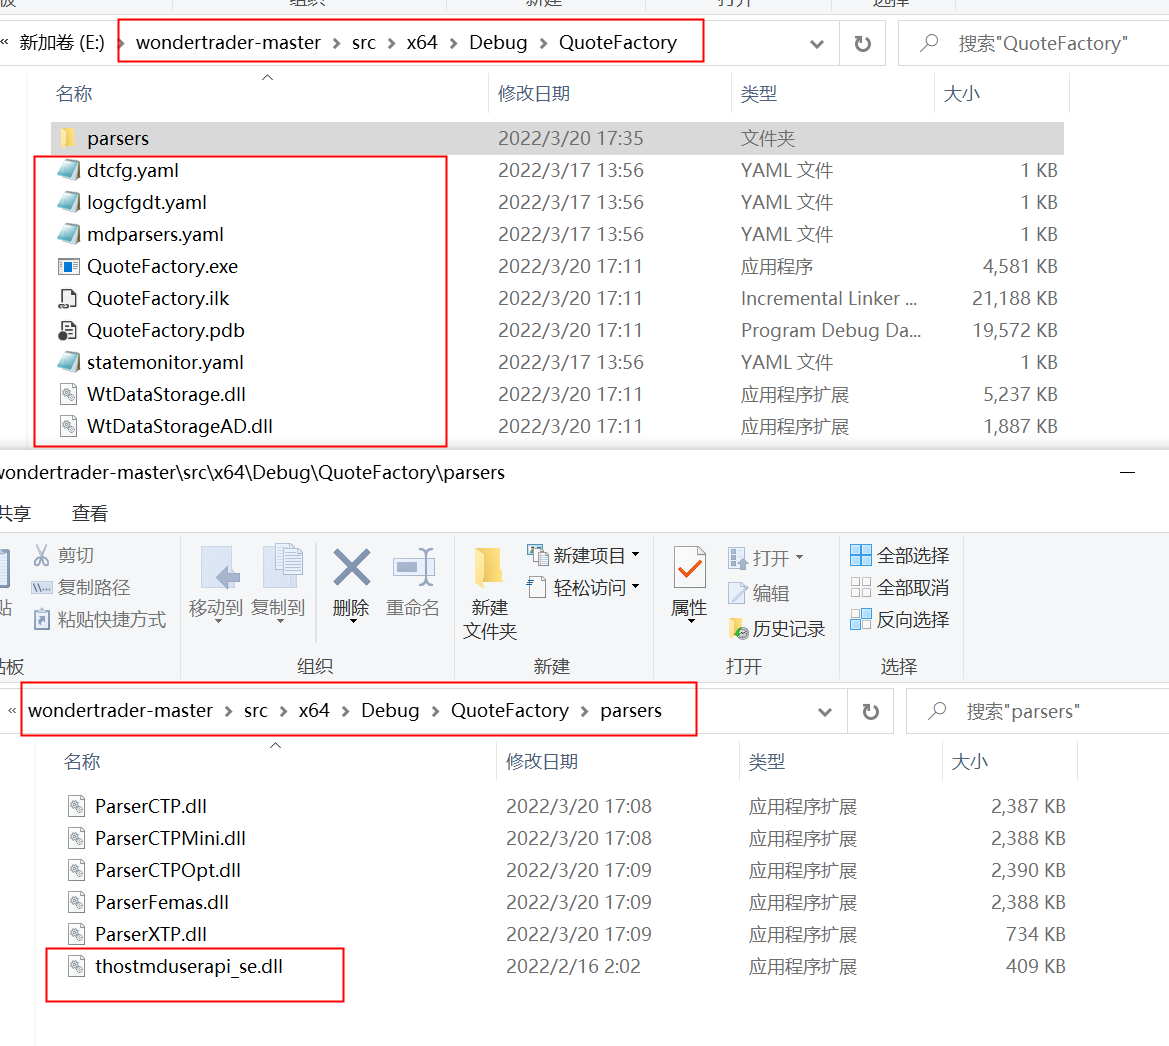 组织 新建 打开 选择
« 新加卷 (E:) › wondertrader-master › src › x64 › Debug › QuoteFactory 搜索"QuoteFactory"
名称 修改日期 类型 大小
parsers 2022/3/20 17:35 文件夹
dtcfg.yaml 2022/3/17 13:56 YAML 文件 1 KB
logcfgdt.yaml 2022/3/17 13:56 YAML 文件 1 KB
mdparsers.yaml 2022/3/17 13:56 YAML 文件 1 KB
QuoteFactory.exe 2022/3/20 17:11 应用程序 4,581 KB
QuoteFactory.ilk 2022/3/20 17:11 Incremental Linker ... 21,188 KB
QuoteFactory.pdb 2022/3/20 17:11 Program Debug Da... 19,572 KB
statemonitor.yaml 2022/3/17 13:56 YAML 文件 1 KB
WtDataStorage.dll 2022/3/20 17:11 应用程序扩展 5,237 KB
WtDataStorageAD.dll 2022/3/20 17:11 应用程序扩展 1,887 KB
wondertrader-master\src\x64\Debug\QuoteFactory\parsers
共享 查看
剪切
复制路径
粘贴快捷方式
贴
移动到 复制到 删除 重命名
新建
文件夹
新建项目
轻松访问
属性
打开
编辑
历史记录
全部选择
全部取消
反向选择
贴板 组织 新建 打开 选择
« wondertrader-master › src › x64 › Debug › QuoteFactory › parsers 搜索"parsers"
名称 修改日期 类型 大小
ParserCTP.dll 2022/3/20 17:08 应用程序扩展 2,387 KB
ParserCTPMini.dll 2022/3/20 17:08 应用程序扩展 2,388 KB
ParserCTPOpt.dll 2022/3/20 17:09 应用程序扩展 2,390 KB
ParserFemas.dll 2022/3/20 17:09 应用程序扩展 2,388 KB
ParserXTP.dll 2022/3/20 17:09 应用程序扩展 734 KB
thostmduserapi_se.dll 2022/2/16 2:02 应用程序扩展 409 KB